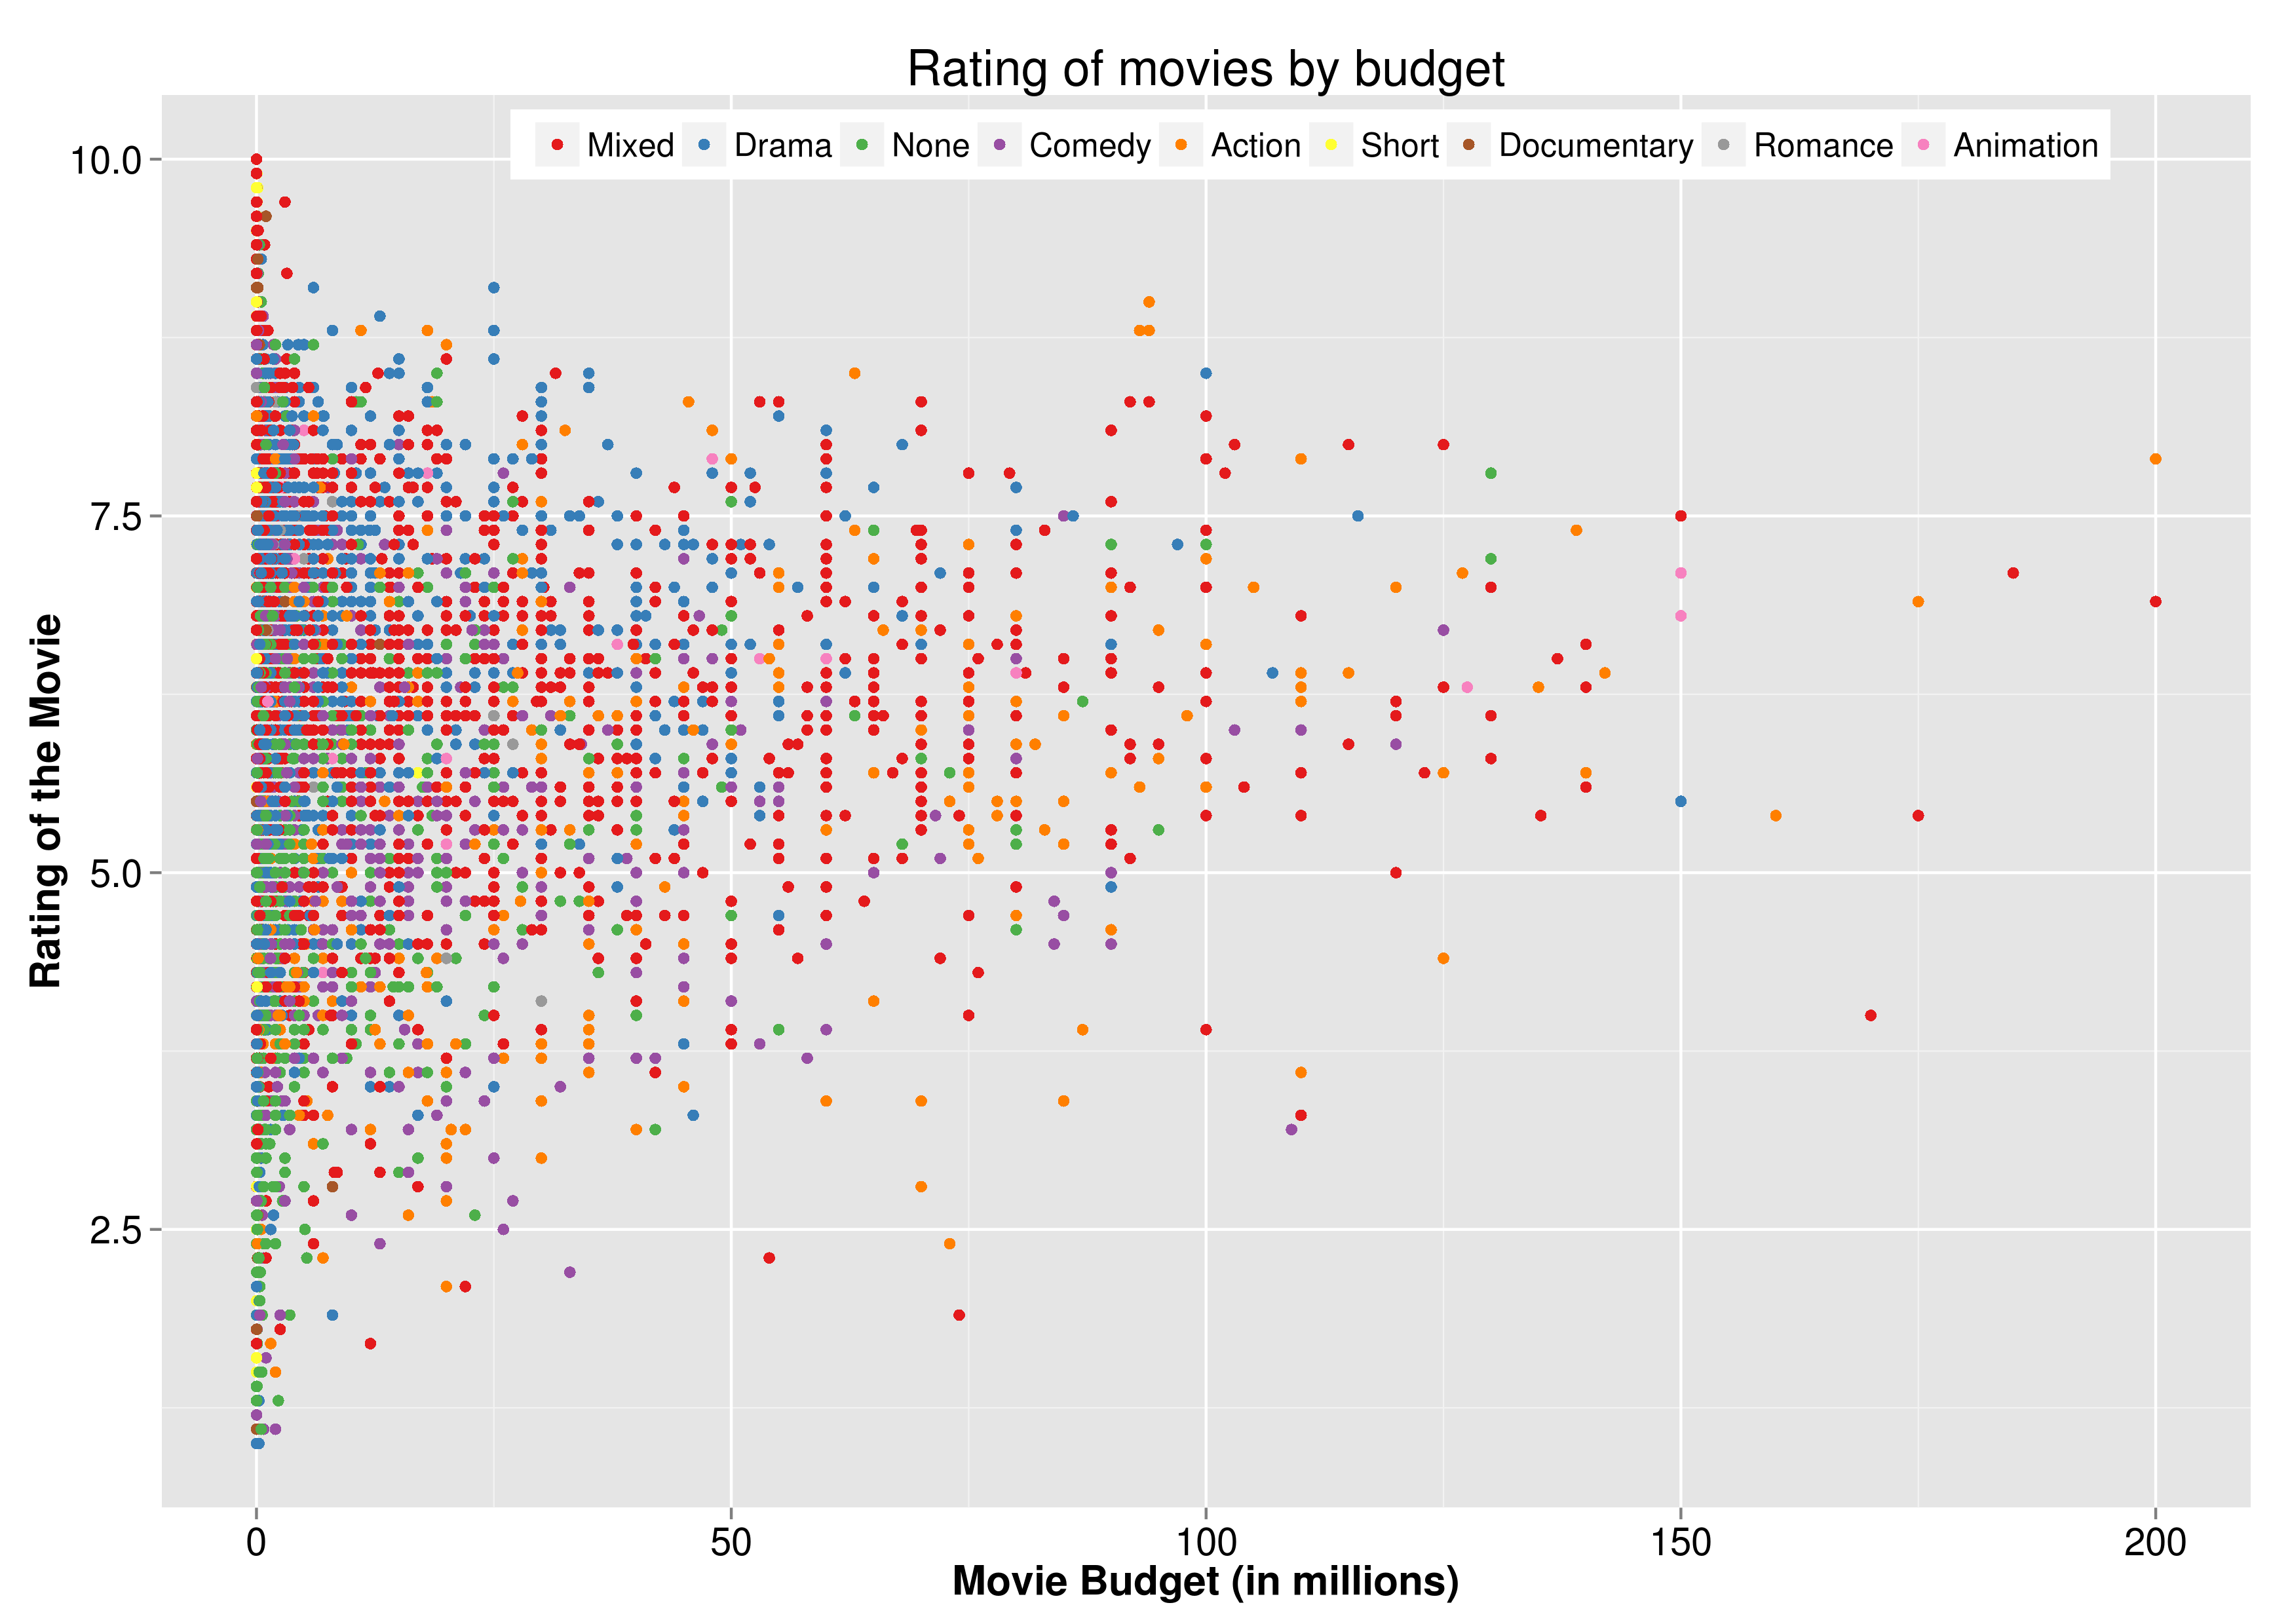 Rating of movies by budget
Mixed Drama None Comedy Action Short Documentary Romance Animation
10.0
7.5
5.0
2.5
Rating of the Movie
0 50 100 150 200
Movie Budget (in millions)